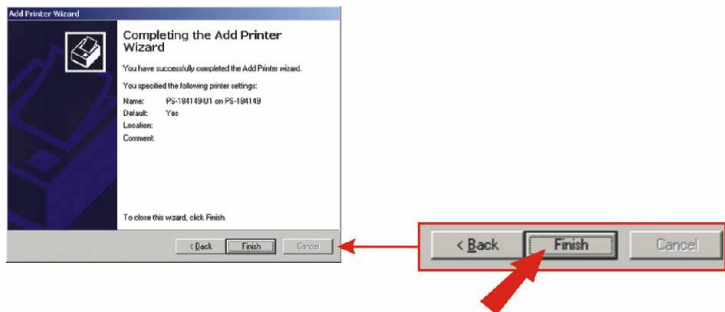 Add Printer Wizard
Completing the Add Printer
Wizard
You have successfully completed the Add Printer wizard.
You specified the following printer settings:
Name: PS-184149-U1 on PS-184149
Default: Yes
Location:
Comment:
To close this wizard, click Finish.
< Back Finish Cancel
< Back Finish Cancel